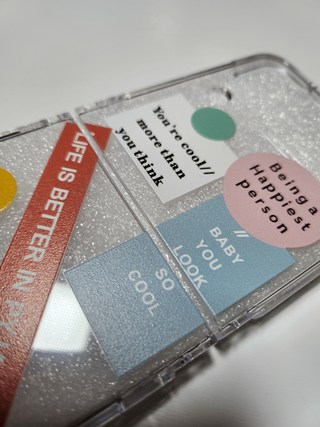 You're cool//
more than
you think
Being a
Happiest
person
//
BABY
YOU
LOOK
SO
COOL
LIFE IS BETTER IN